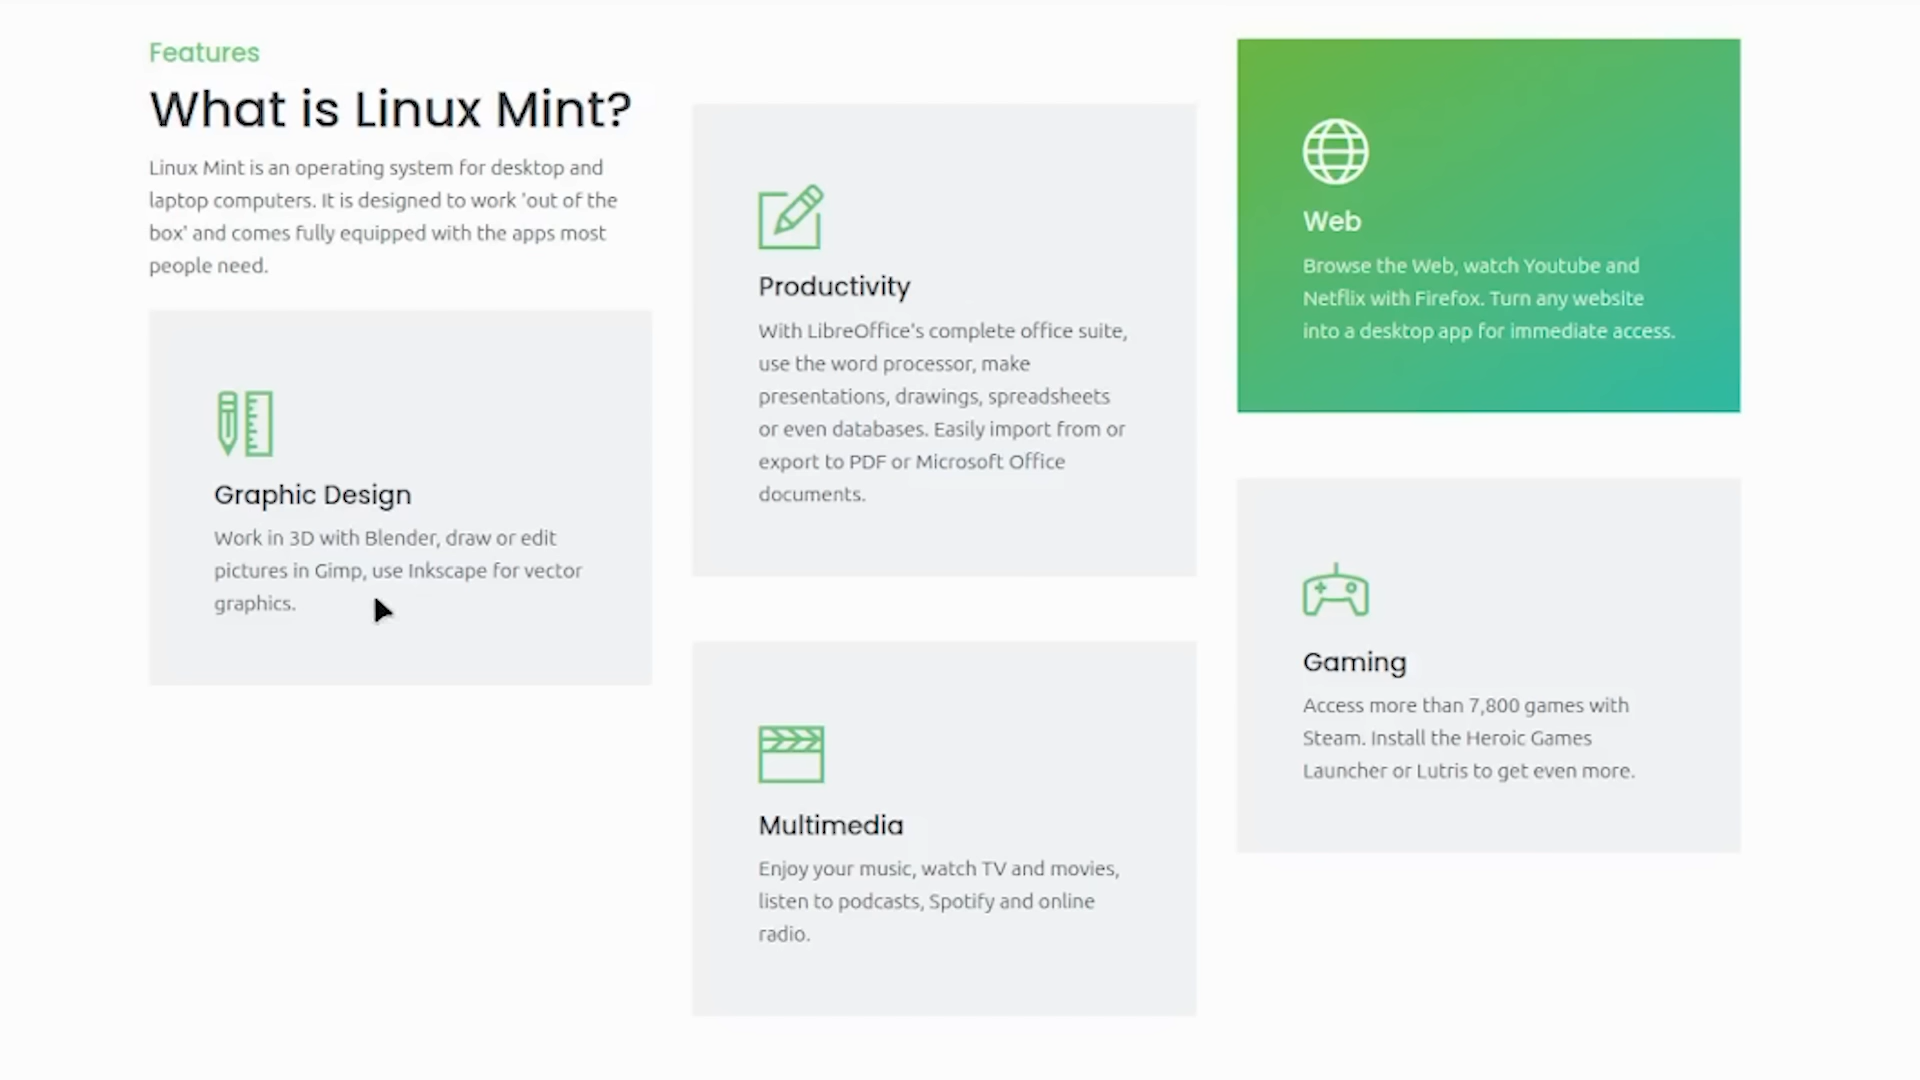 Features
What is Linux Mint?
Linux Mint is an operating system for desktop and
laptop computers. It is designed to work 'out of the
box' and comes fully equipped with the apps most
people need.
Graphic Design
Work in 3D with Blender, draw or edit
pictures in Gimp, use Inkscape for vector
graphics.
Productivity
With LibreOffice's complete office suite,
use the word processor, make
presentations, drawings, spreadsheets
or even databases. Easily import from or
export to PDF or Microsoft Office
documents.
Multimedia
Enjoy your music, watch TV and movies,
listen to podcasts, Spotify and online
radio.
Web
Browse the Web, watch Youtube and
Netflix with Firefox. Turn any website
into a desktop app for immediate access.
Gaming
Access more than 7,800 games with
Steam. Install the Heroic Games
Launcher or Lutris to get even more.